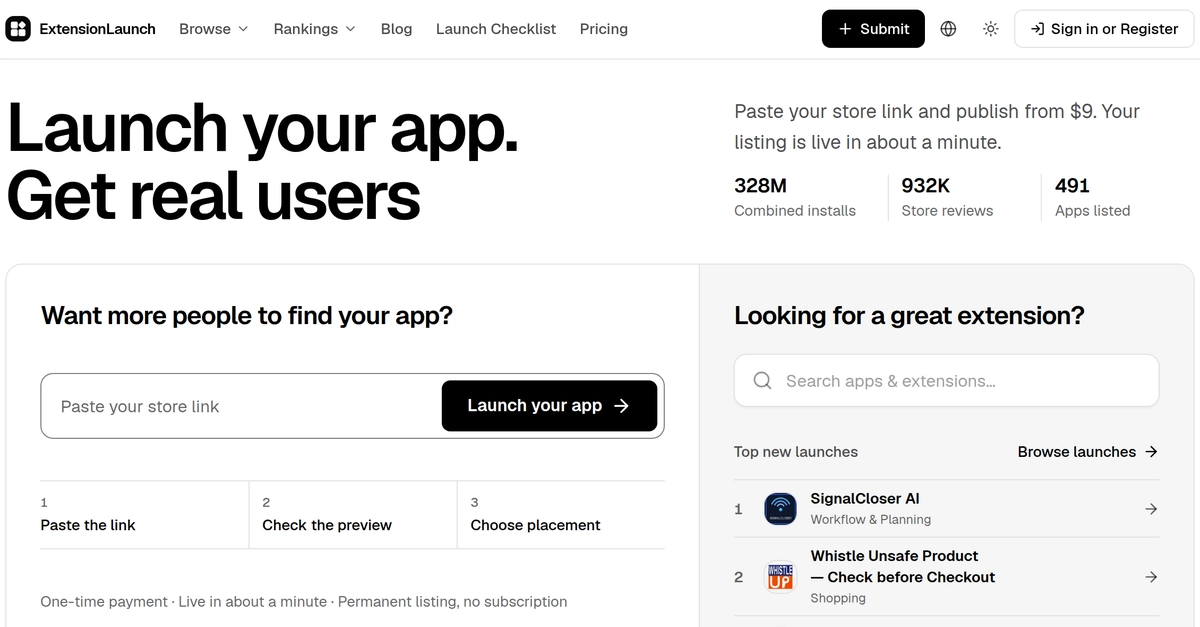 ExtensionLaunch Browse Rankings Blog Launch Checklist Pricing Submit Sign in or Register
Launch your app.
Get real users
Paste your store link and publish from $9. Your
listing is live in about a minute.
328M 932K 491
Combined installs Store reviews Apps listed
Want more people to find your app?
Paste your store link Launch your app
1 2 3
Paste the link Check the preview Choose placement
One-time payment · Live in about a minute · Permanent listing, no subscription
Looking for a great extension?
Search apps & extensions...
Top new launches Browse launches
1 SignalCloser AI
Workflow & Planning
2 Whistle Unsafe Product
— Check before Checkout
Shopping
WHISTLE
UP